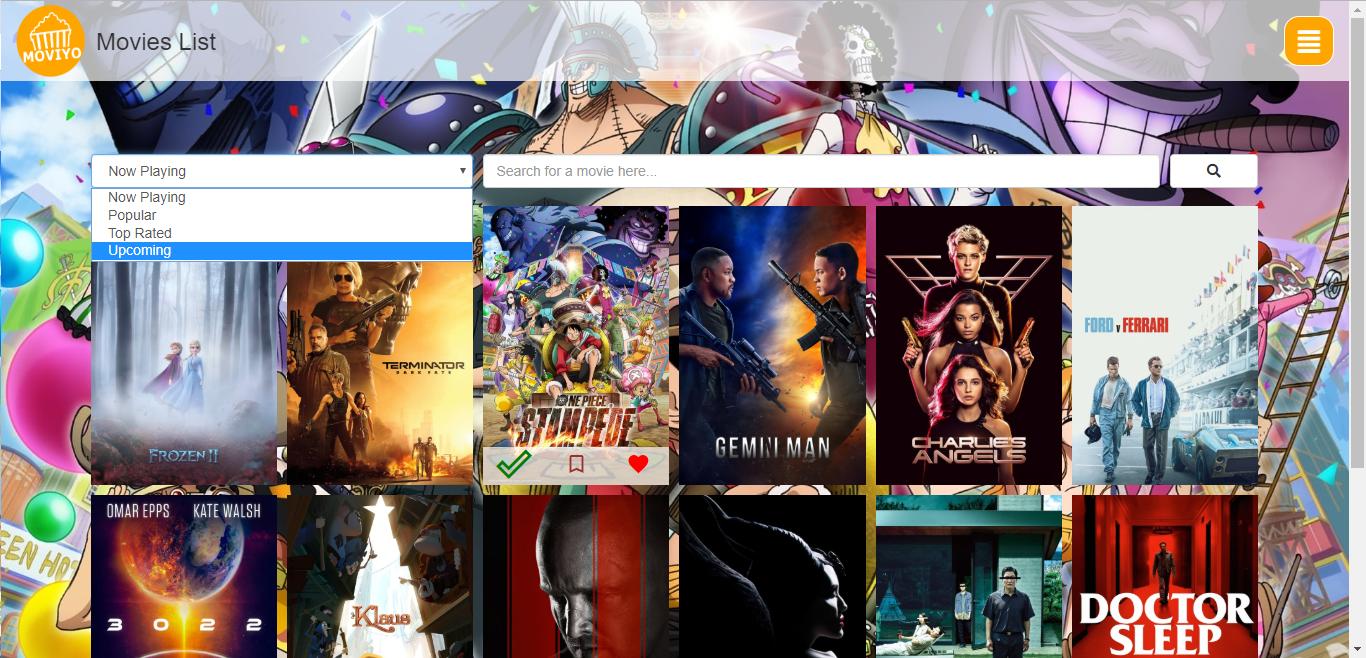 MOVIYO
Movies List
Now Playing
Search for a movie here...
Now Playing
Popular
Top Rated
Upcoming
FROZEN II
TERMINATOR
DARK FATE
ONE PIECE
STAMPEDE
GEMINI MAN
CHARLIE'S
ANGELS
FORD v FERRARI
OMAR EPPS KATE WALSH
3022
Klaus
DOCTOR
SLEEP